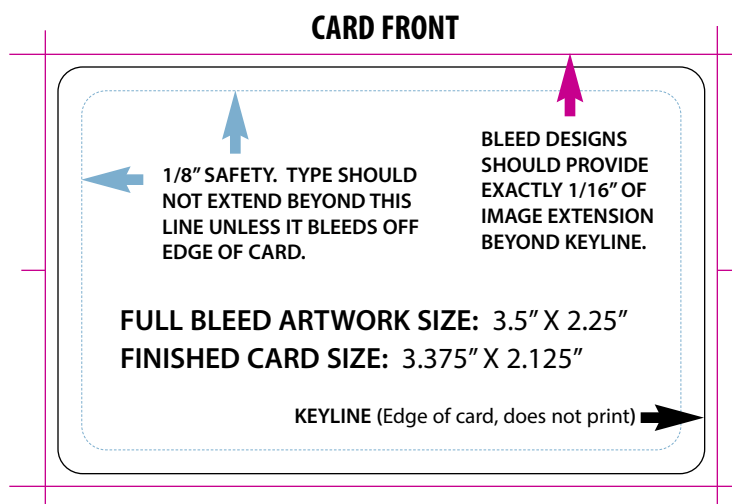 CARD FRONT
1/8” SAFETY. TYPE SHOULD
NOT EXTEND BEYOND THIS
LINE UNLESS IT BLEEDS OFF
EDGE OF CARD.
BLEED DESIGNS
SHOULD PROVIDE
EXACTLY 1/16” OF
IMAGE EXTENSION
BEYOND KEYLINE.
FULL BLEED ARTWORK SIZE: 3.5” X 2.25”
FINISHED CARD SIZE: 3.375” X 2.125”
KEYLINE (Edge of card, does not print)